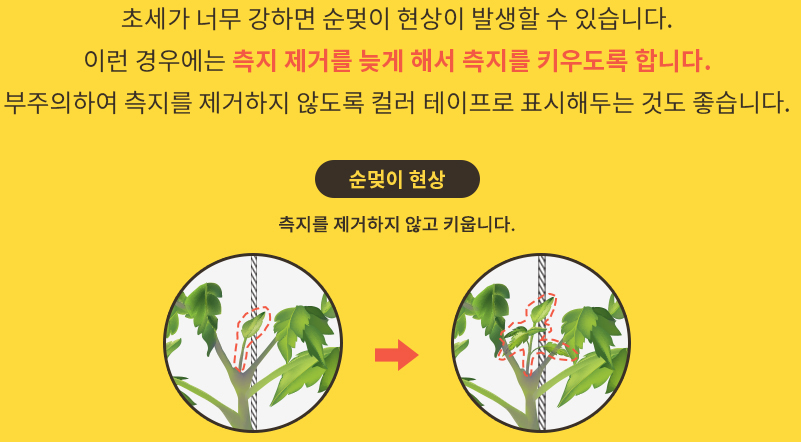 초세가 너무 강하면 순멎이 현상이 발생할 수 있습니다.
이런 경우에는 측지 제거를 늦게 해서 측지를 키우도록 합니다.
부주의하여 측지를 제거하지 않도록 컬러 테이프로 표시해두는 것도 좋습니다.
순멎이 현상
측지를 제거하지 않고 키웁니다.